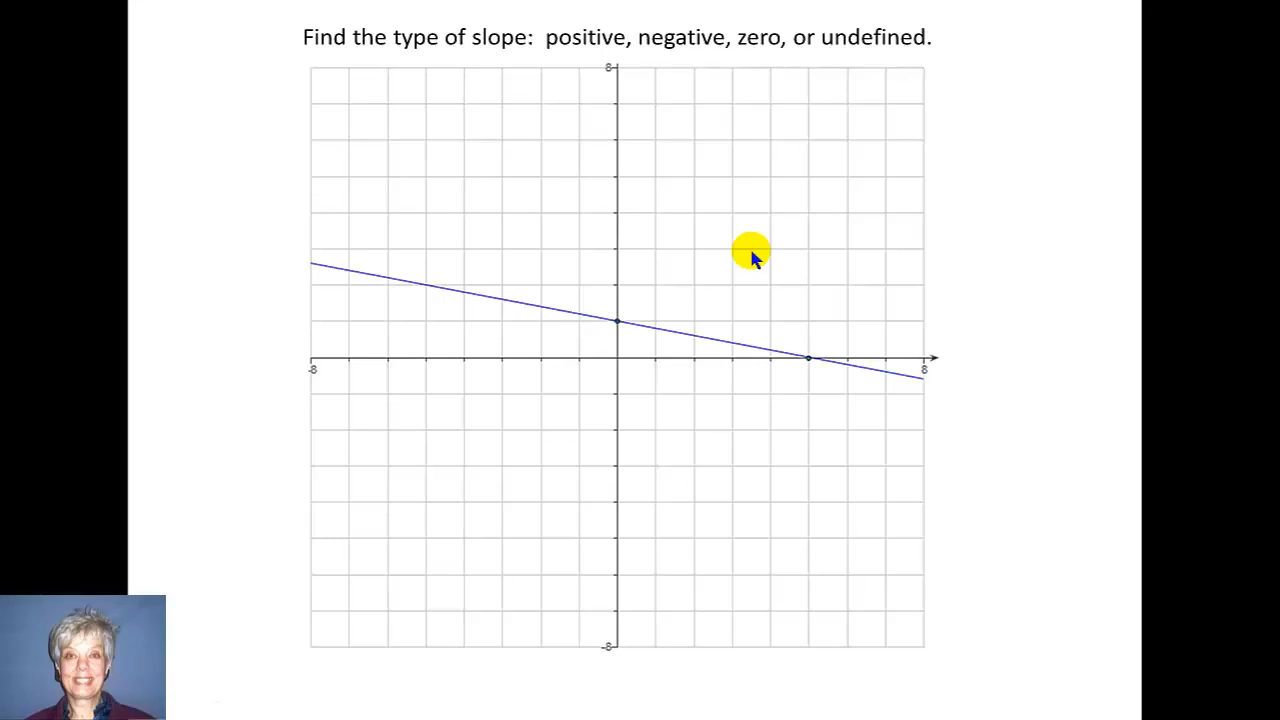 Find the type of slope:  positive, negative, zero, or undefined.
8
-8
8
-8